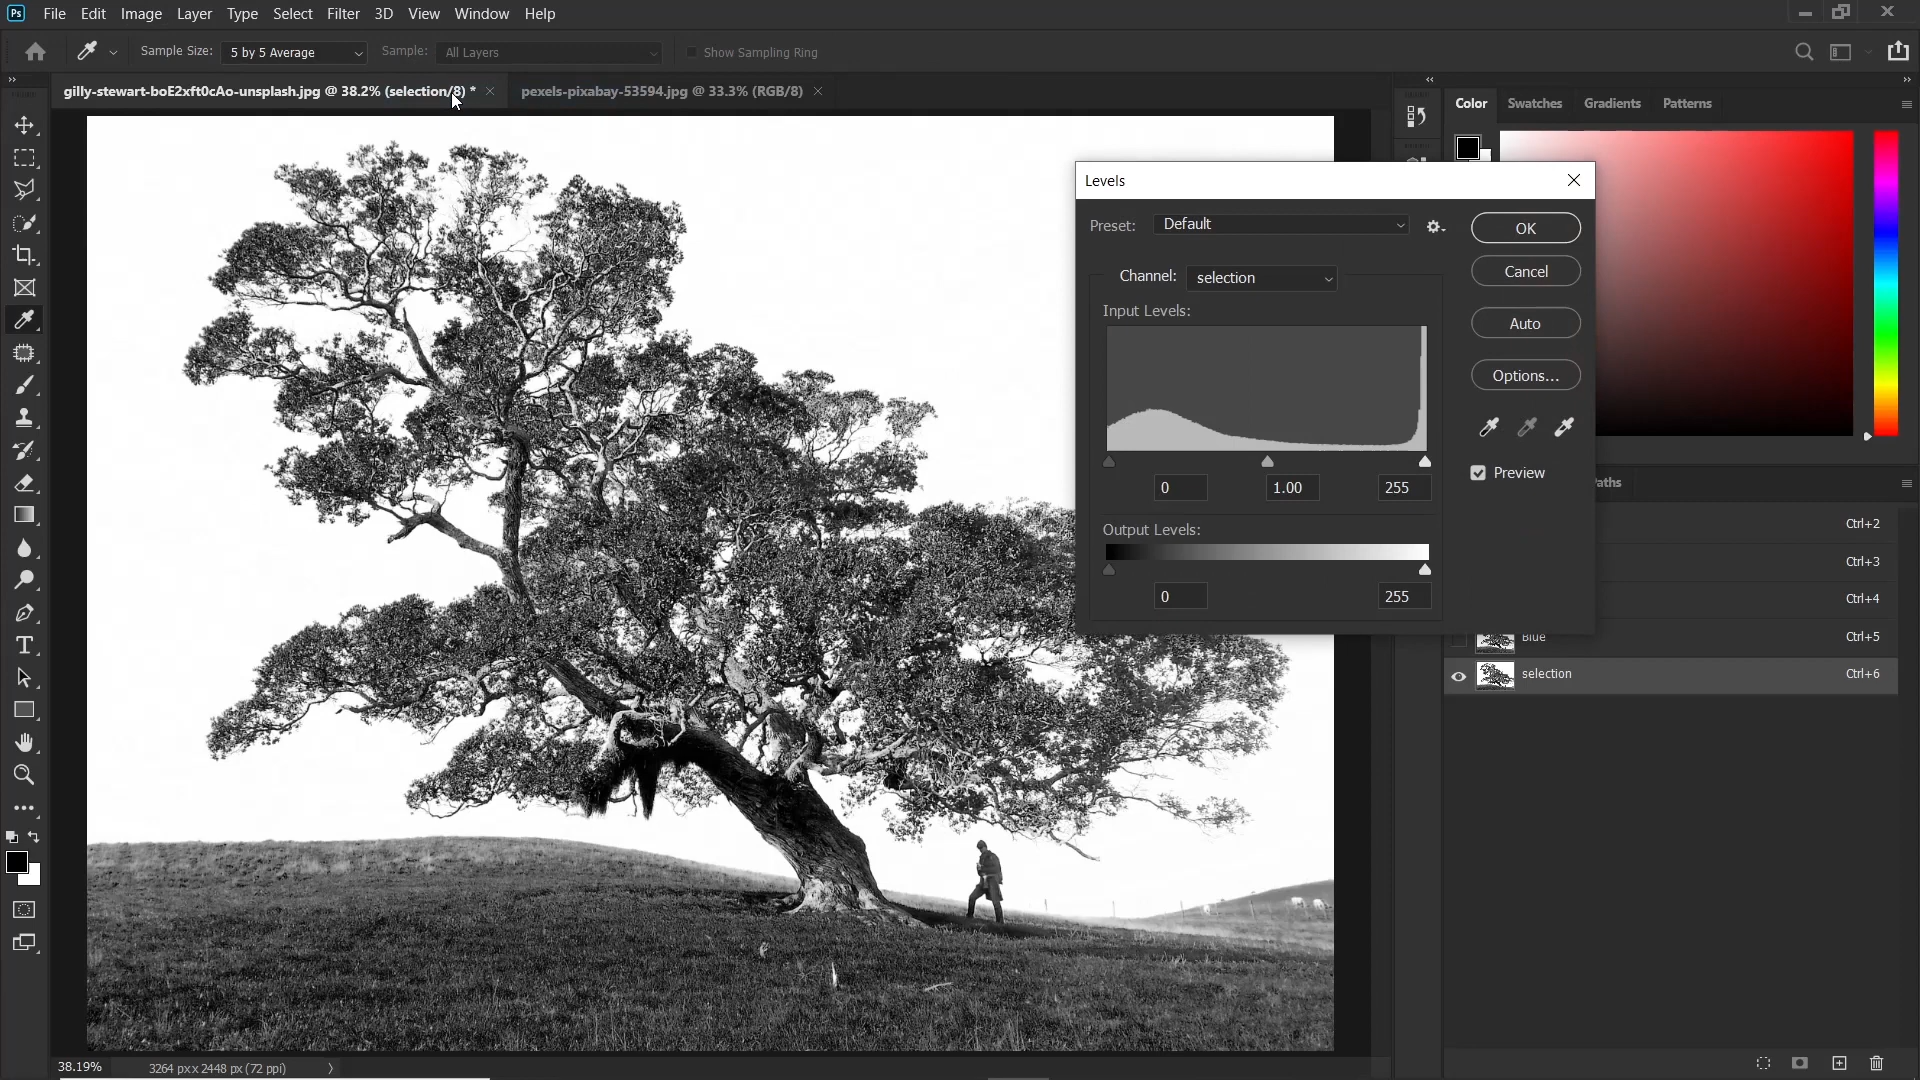 Ps File Edit Image Layer Type Select Filter 3D View Window Help
Sample Size: 5 by 5 Average Sample: All Layers Show Sampling Ring
gilly-stewart-boE2xft0cAo-unsplash.jpg @ 38.2% (selection/8) *
pexels-pixabay-53594.jpg @ 33.3% (RGB/8)
Color Swatches Gradients Patterns
Levels
Preset: Default
OK
Channel: selection
Cancel
Input Levels:
Auto
Options...
Preview
0 1.00 255
Output Levels:
0 255
aths
Ctrl+2
Ctrl+3
Ctrl+4
Blue Ctrl+5
selection Ctrl+6
38.19% 3264 px x 2448 px (72 ppi)